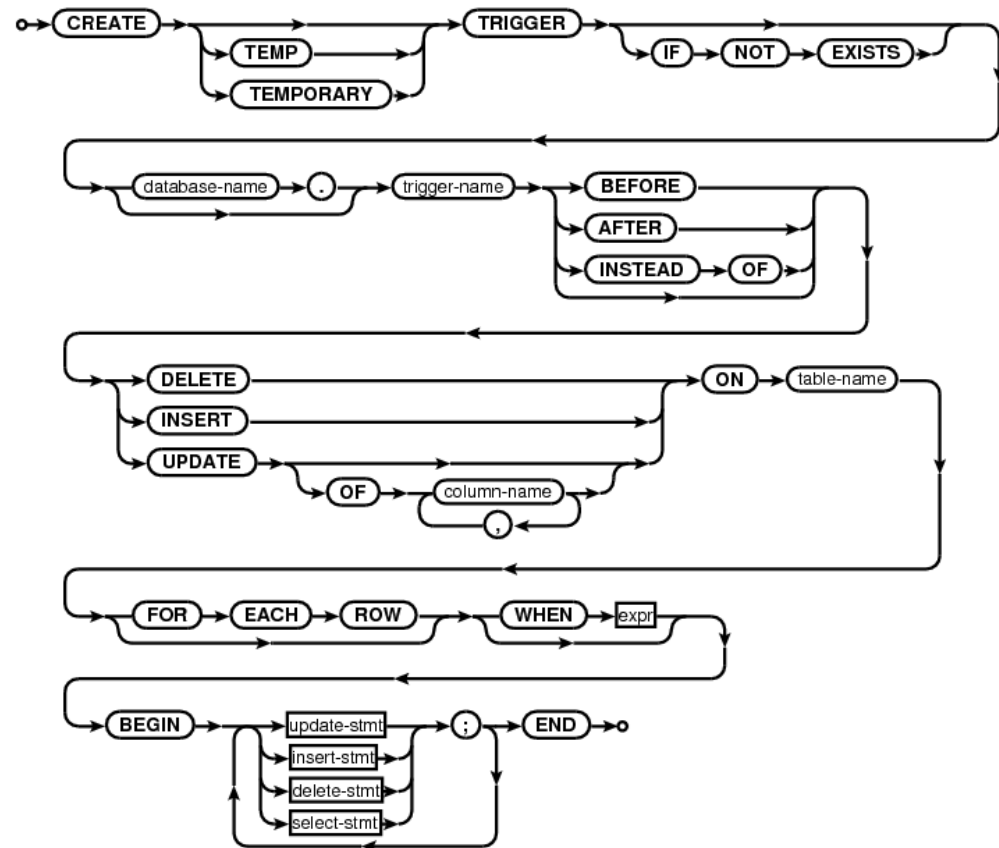 CREATE TRIGGER
TEMP IF NOT EXISTS
TEMPORARY
database-name . trigger-name BEFORE
AFTER
INSTEAD OF
DELETE ON table-name
INSERT
UPDATE
OF column-name
,
FOR EACH ROW WHEN expr
BEGIN update-stmt ; END
insert-stmt
delete-stmt
select-stmt